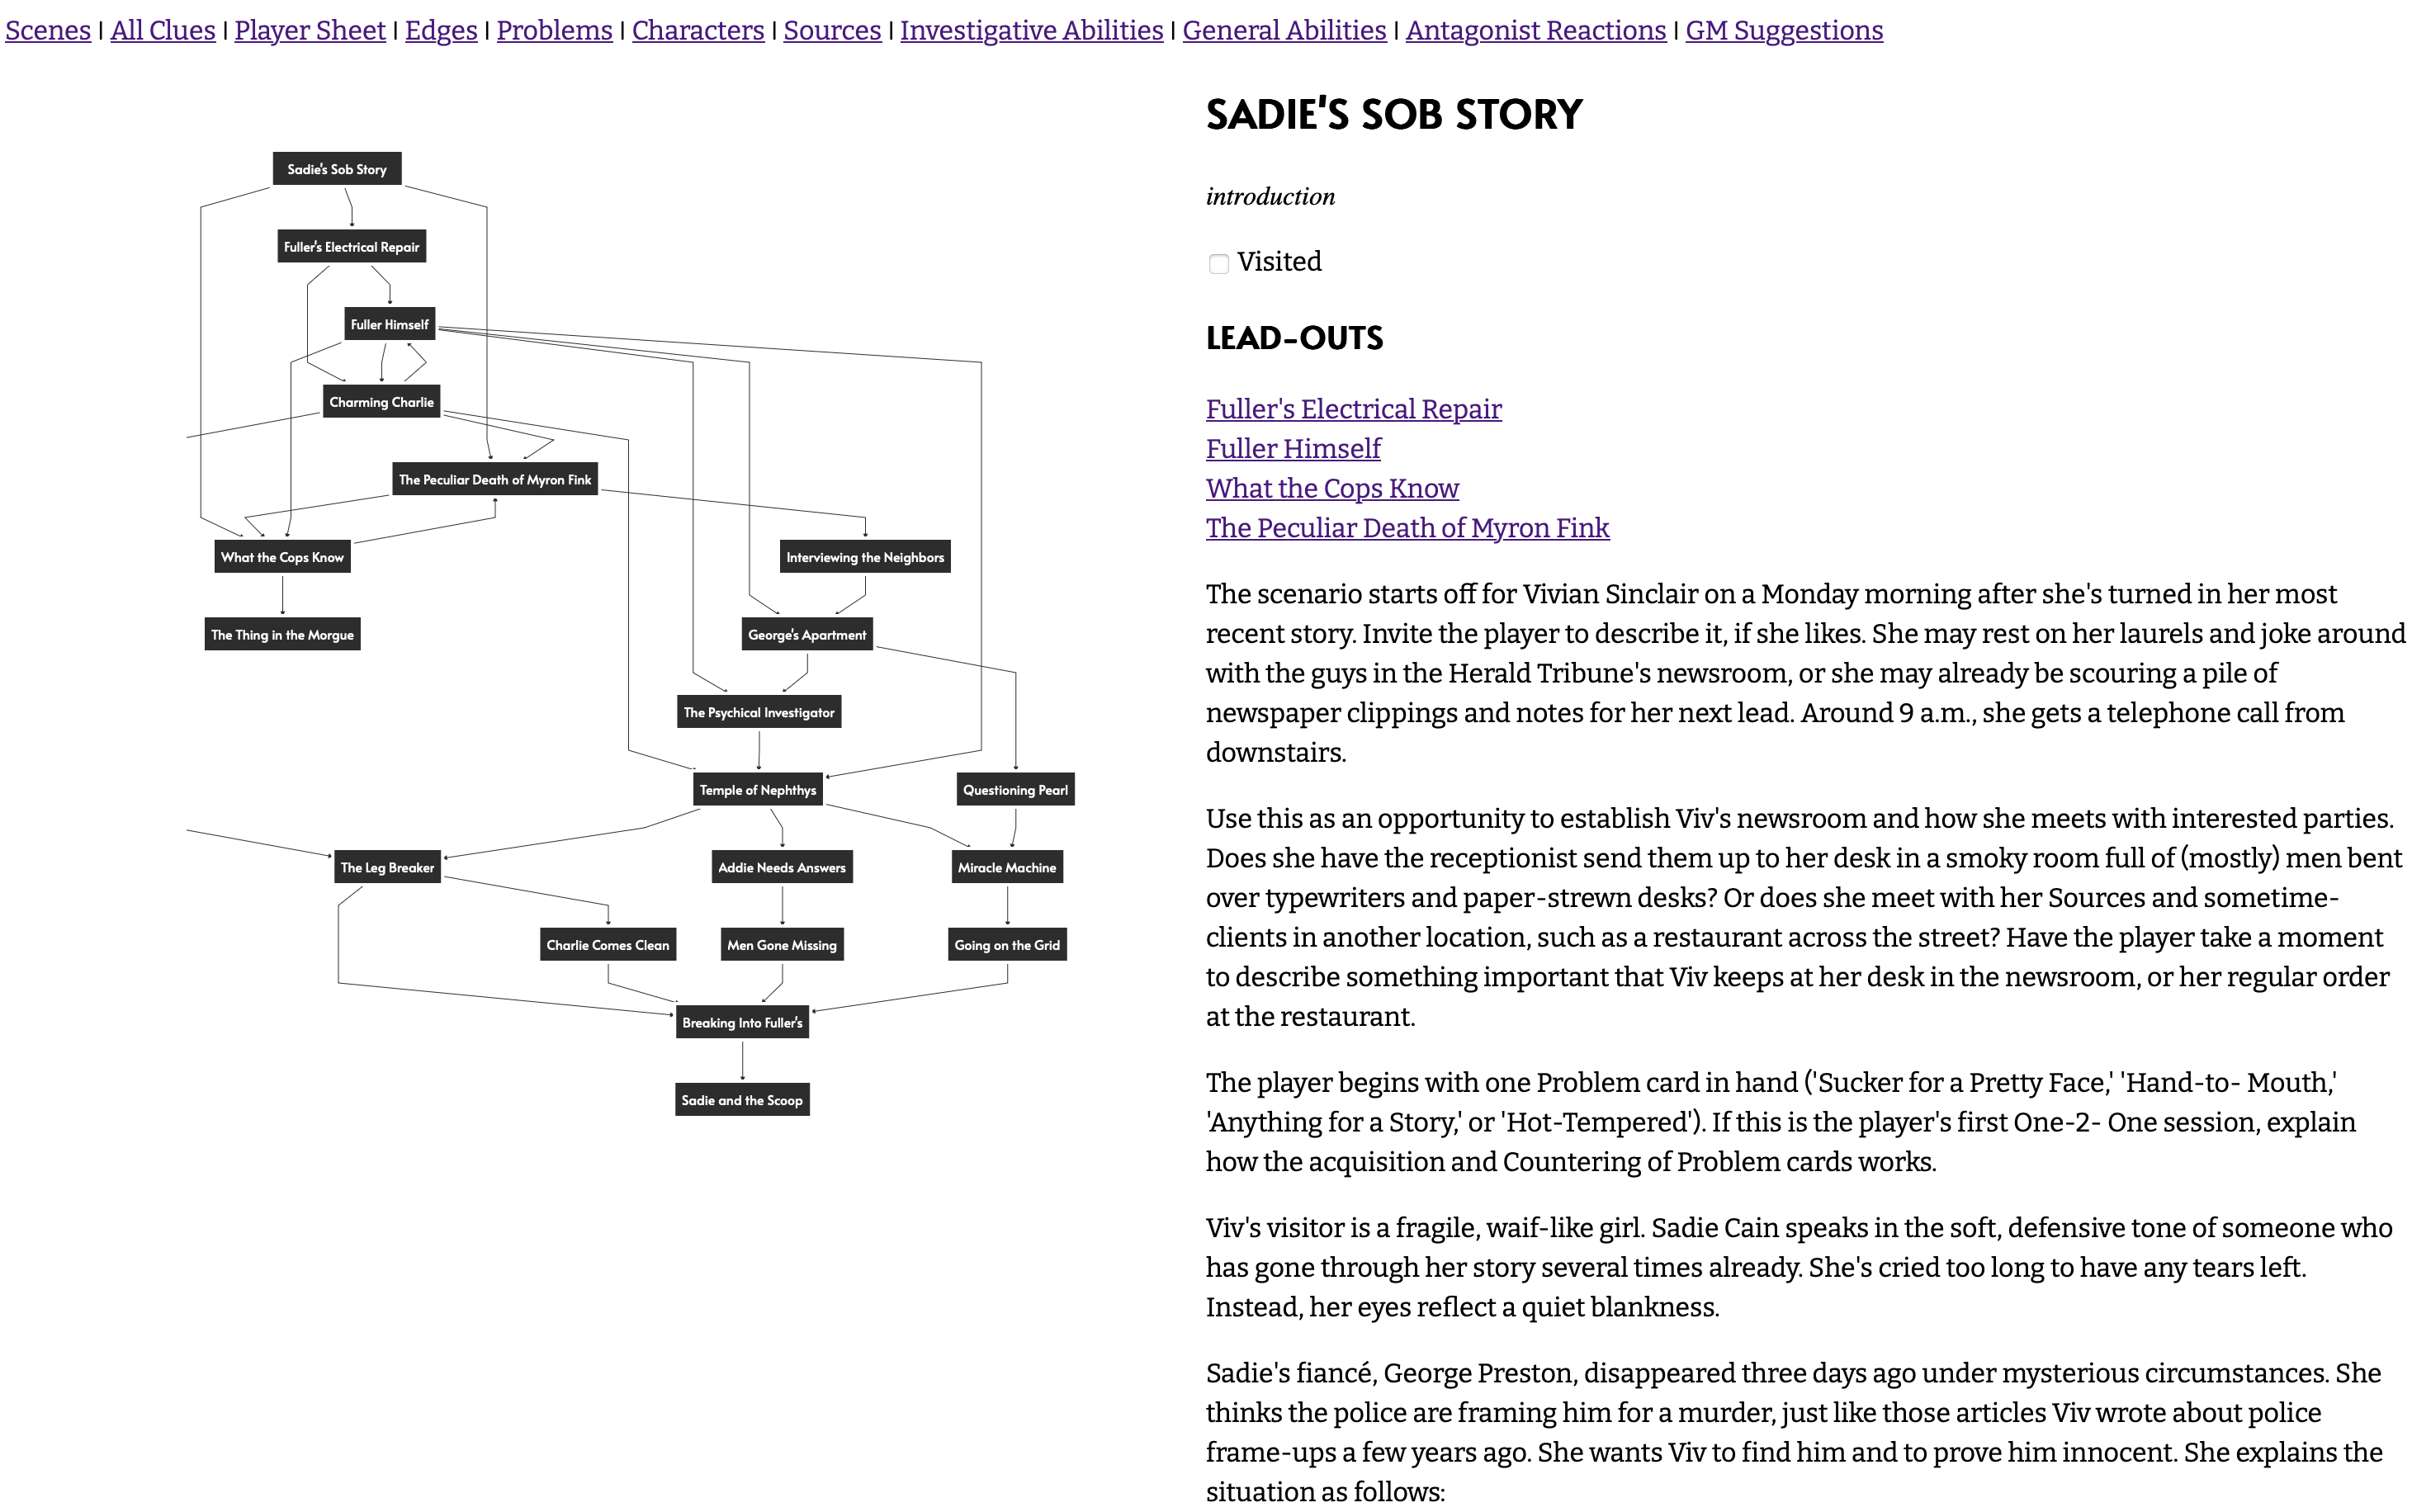 Scenes | All Clues | Player Sheet | Edges | Problems | Characters | Sources | Investigative Abilities | General Abilities | Antagonist Reactions | GM Suggestions
Sadie's Sob Story
Fuller's Electrical Repair
Fuller Himself
Charming Charlie
The Peculiar Death of Myron Fink
What the Cops Know
Interviewing the Neighbors
The Thing in the Morgue
George's Apartment
The Psychical Investigator
Temple of Nephthys
Questioning Pearl
The Leg Breaker
Addie Needs Answers
Miracle Machine
Charlie Comes Clean
Men Gone Missing
Going on the Grid
Breaking Into Fuller's
Sadie and the Scoop
SADIE'S SOB STORY
introduction
Visited
LEAD-OUTS
Fuller's Electrical Repair
Fuller Himself
What the Cops Know
The Peculiar Death of Myron Fink
The scenario starts off for Vivian Sinclair on a Monday morning after she's turned in her most
recent story. Invite the player to describe it, if she likes. She may rest on her laurels and joke around
with the guys in the Herald Tribune's newsroom, or she may already be scouring a pile of
newspaper clippings and notes for her next lead. Around 9 a.m., she gets a telephone call from
downstairs.
Use this as an opportunity to establish Viv's newsroom and how she meets with interested parties.
Does she have the receptionist send them up to her desk in a smoky room full of (mostly) men bent
over typewriters and paper-strewn desks? Or does she meet with her Sources and sometime-
clients in another location, such as a restaurant across the street? Have the player take a moment
to describe something important that Viv keeps at her desk in the newsroom, or her regular order
at the restaurant.
The player begins with one Problem card in hand ('Sucker for a Pretty Face,' 'Hand-to- Mouth,'
'Anything for a Story,' or 'Hot-Tempered'). If this is the player's first One-2- One session, explain
how the acquisition and Countering of Problem cards works.
Viv's visitor is a fragile, waif-like girl. Sadie Cain speaks in the soft, defensive tone of someone who
has gone through her story several times already. She's cried too long to have any tears left.
Instead, her eyes reflect a quiet blankness.
Sadie's fiancé, George Preston, disappeared three days ago under mysterious circumstances. She
thinks the police are framing him for a murder, just like those articles Viv wrote about police
frame-ups a few years ago. She wants Viv to find him and to prove him innocent. She explains the
situation as follows: